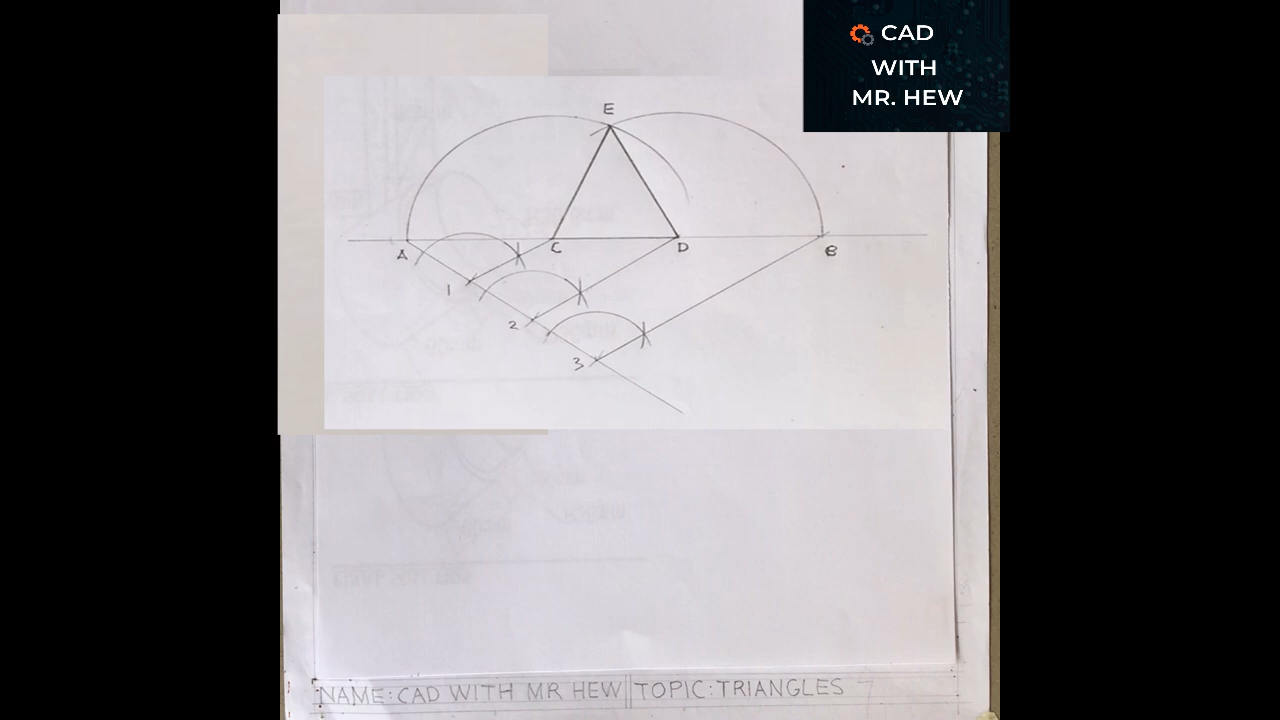 CAD
WITH
MR. HEW
E
A
C
D
B
1
2
3
NAME: CAD WITH MR HEW
TOPIC: TRIANGLES